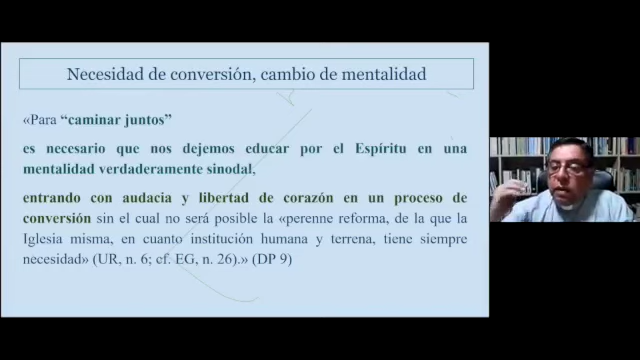 Necesidad de conversión, cambio de mentalidad
«Para “caminar juntos”
es necesario que nos dejemos educar por el Espíritu en una
mentalidad verdaderamente sinodal,
entrando con audacia y libertad de corazón en un proceso de
conversión sin el cual no será posible la «perenne reforma, de la que la
Iglesia misma, en cuanto institución humana y terrena, tiene siempre
necesidad» (UR, n. 6; cf. EG, n. 26).» (DP 9)